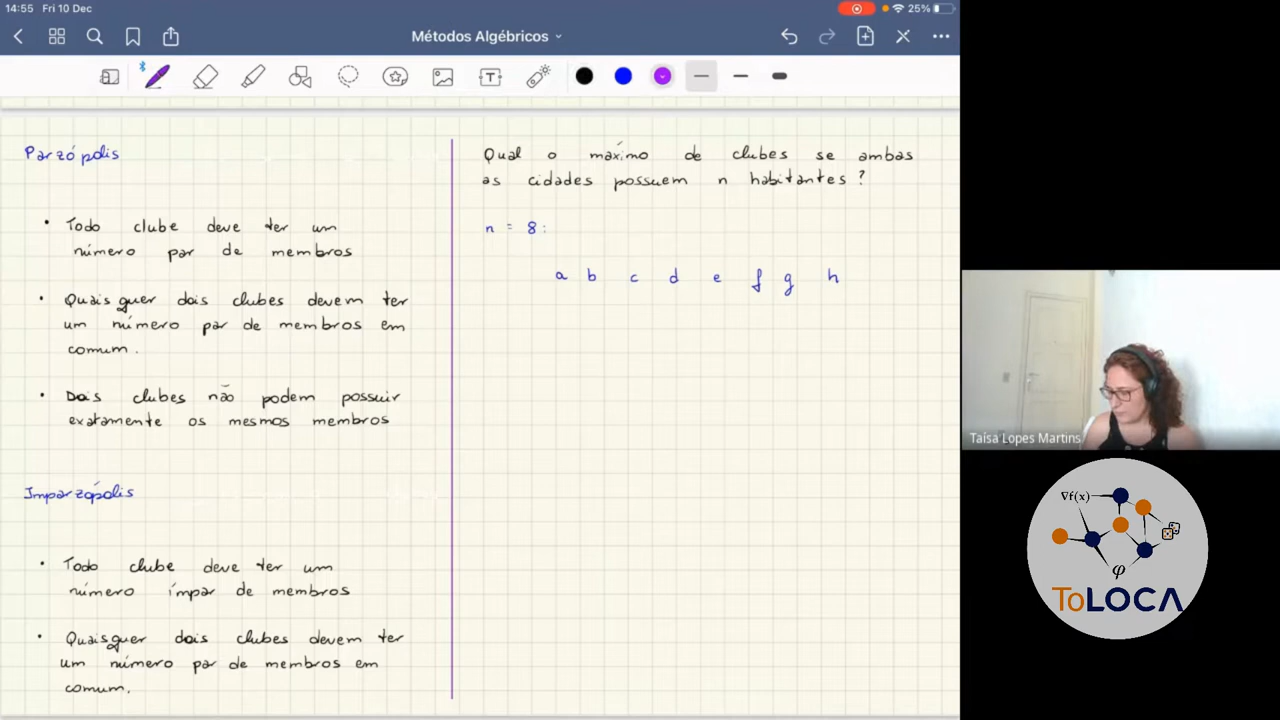 14:55 Fri 10 Dec
25%
Métodos Algébricos
T
Parzópolis
• Todo clube deve ter um
número par de membros
• Quaisquer dois clubes devem ter
um número par de membros em
comum.
• Dois clubes não podem possuir
exatamente os mesmos membros
Imparzópolis
• Todo clube deve ter um
número ímpar de membros
• Quaisquer dois clubes devem ter
um número par de membros em
comum.
Qual o máximo de clubes se ambas
as cidades possuem n habitantes?
n = 8:
a b c d e f g h
Taísa Lopes Martins
∇f(x)
φ
ToLOCA